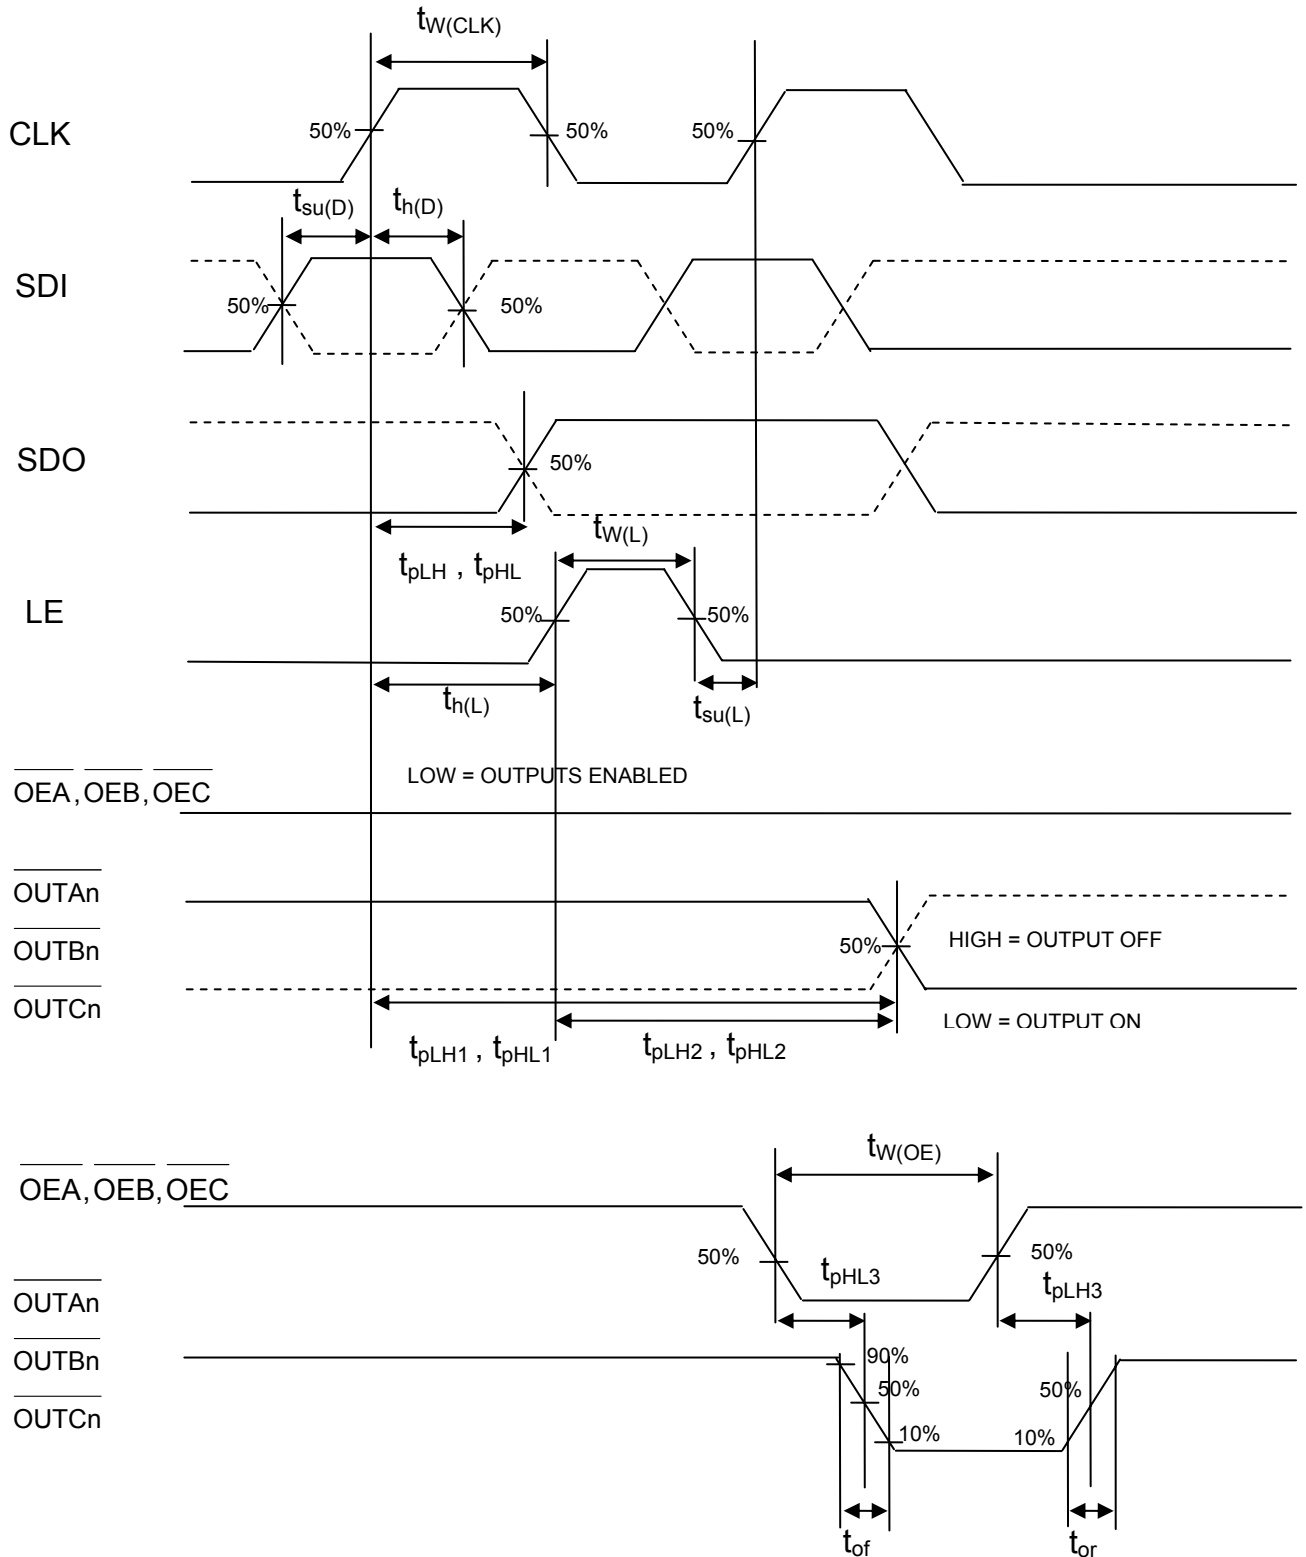 tW(CLK)
CLK
50%
50%
50%
tsu(D)
th(D)
SDI
50%
50%
SDO
50%
tW(L)
tpLH , tpHL
LE
50%
50%
th(L)
tsu(L)
OEA, OEB, OEC
LOW = OUTPUTS ENABLED
OUTAn
OUTBn
50%
HIGH = OUTPUT OFF
OUTCn
LOW = OUTPUT ON
tpLH1 , tpHL1
tpLH2 , tpHL2
tW(OE)
OEA, OEB, OEC
50%
50%
tpHL3
tpLH3
OUTAn
OUTBn
90%
50%
50%
OUTCn
10%
10%
tof
tor